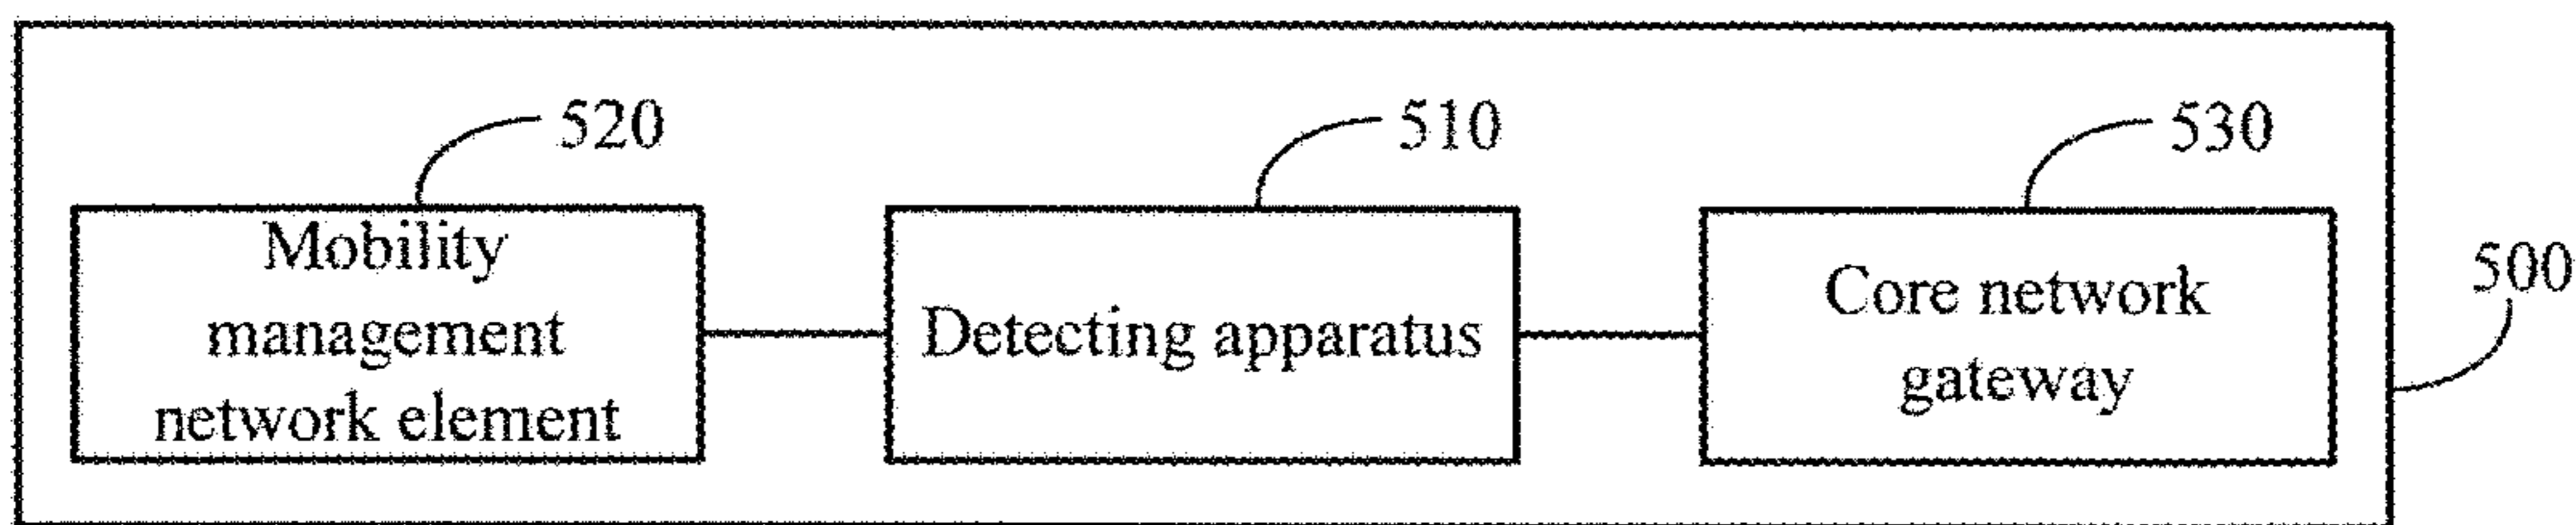 520
510
530
Mobility
management
network element
Detecting apparatus
Core network
gateway
500